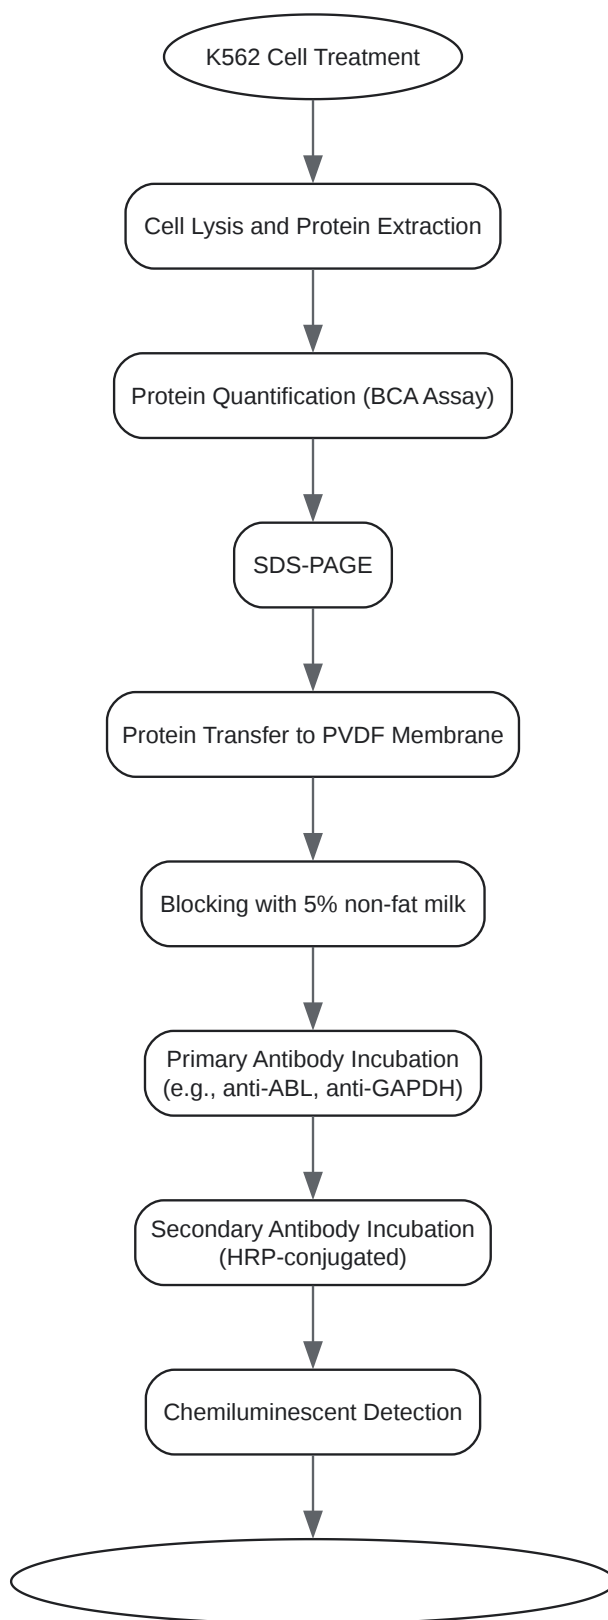 K562 Cell Treatment
Cell Lysis and Protein Extraction
Protein Quantification (BCA Assay)
SDS-PAGE
Protein Transfer to PVDF Membrane
Blocking with 5% non-fat milk
Primary Antibody Incubation
(e.g., anti-ABL, anti-GAPDH)
Secondary Antibody Incubation
(HRP-conjugated)
Chemiluminescent Detection